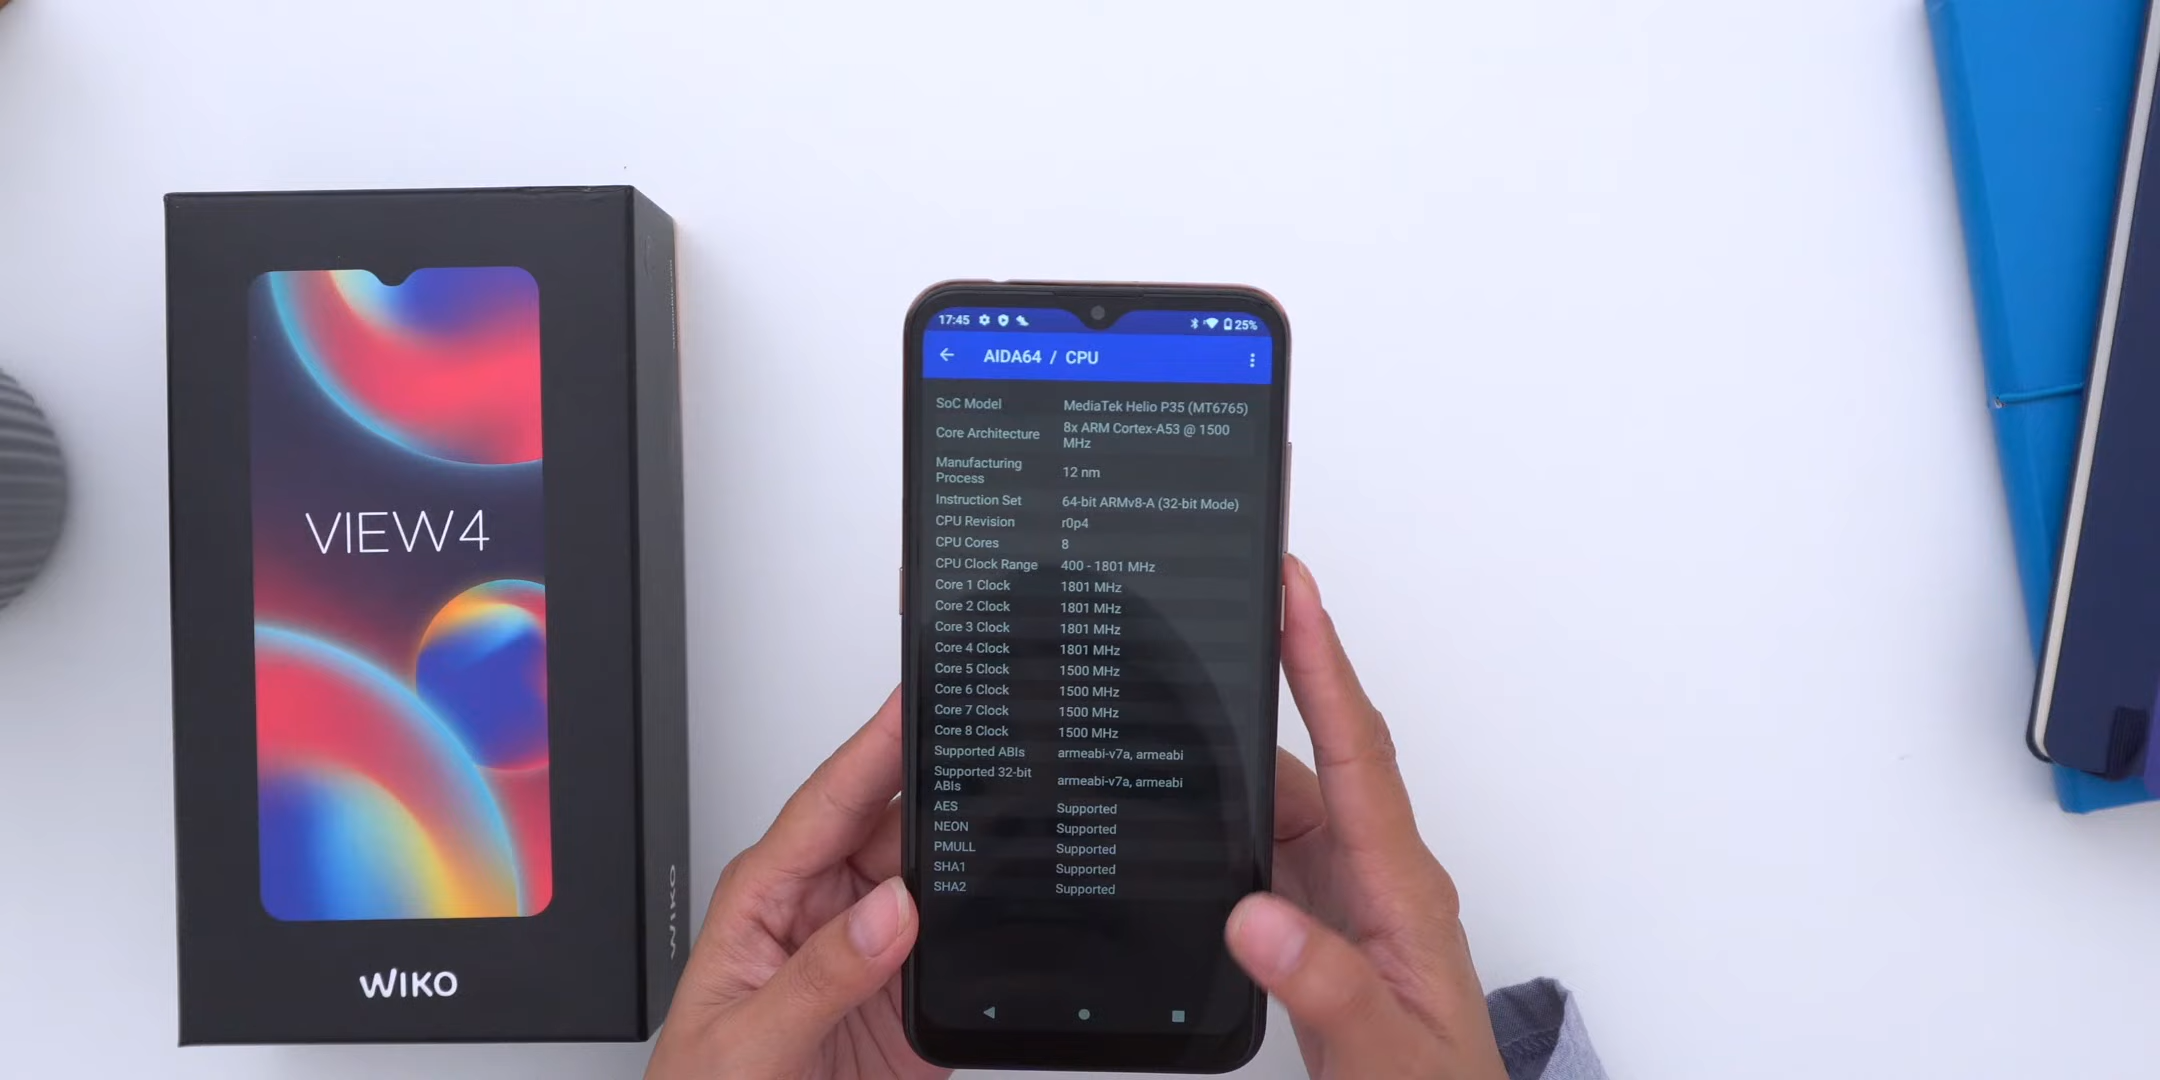 VIEW4
WIKO
WIKO
17:45
25%
AIDA64 / CPU
SoC Model MediaTek Helio P35 (MT6765)
Core Architecture 8x ARM Cortex-A53 @ 1500
MHz
Manufacturing
Process 12 nm
Instruction Set 64-bit ARMv8-A (32-bit Mode)
CPU Revision r0p4
CPU Cores 8
CPU Clock Range 400 - 1801 MHz
Core 1 Clock 1801 MHz
Core 2 Clock 1801 MHz
Core 3 Clock 1801 MHz
Core 4 Clock 1801 MHz
Core 5 Clock 1500 MHz
Core 6 Clock 1500 MHz
Core 7 Clock 1500 MHz
Core 8 Clock 1500 MHz
Supported ABIs armeabi-v7a, armeabi
Supported 32-bit
ABIs armeabi-v7a, armeabi
AES Supported
NEON Supported
PMULL Supported
SHA1 Supported
SHA2 Supported